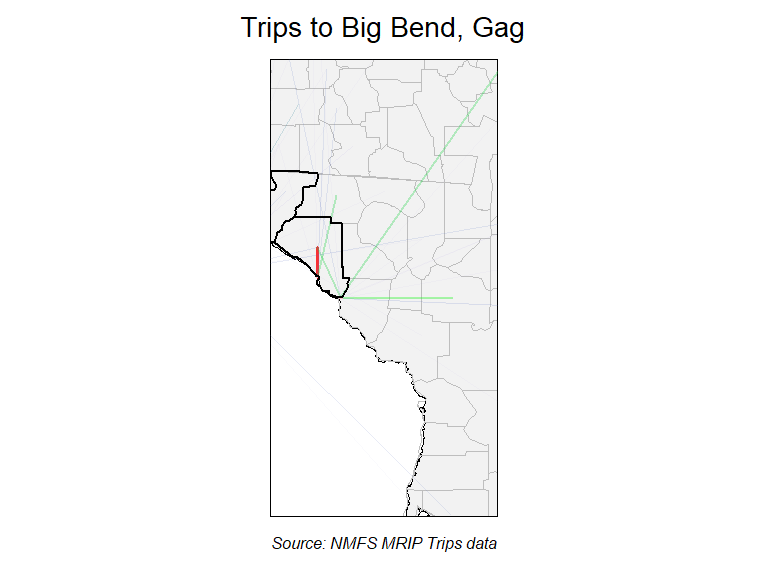 Trips to Big Bend, Gag
Source: NMFS MRIP Trips data